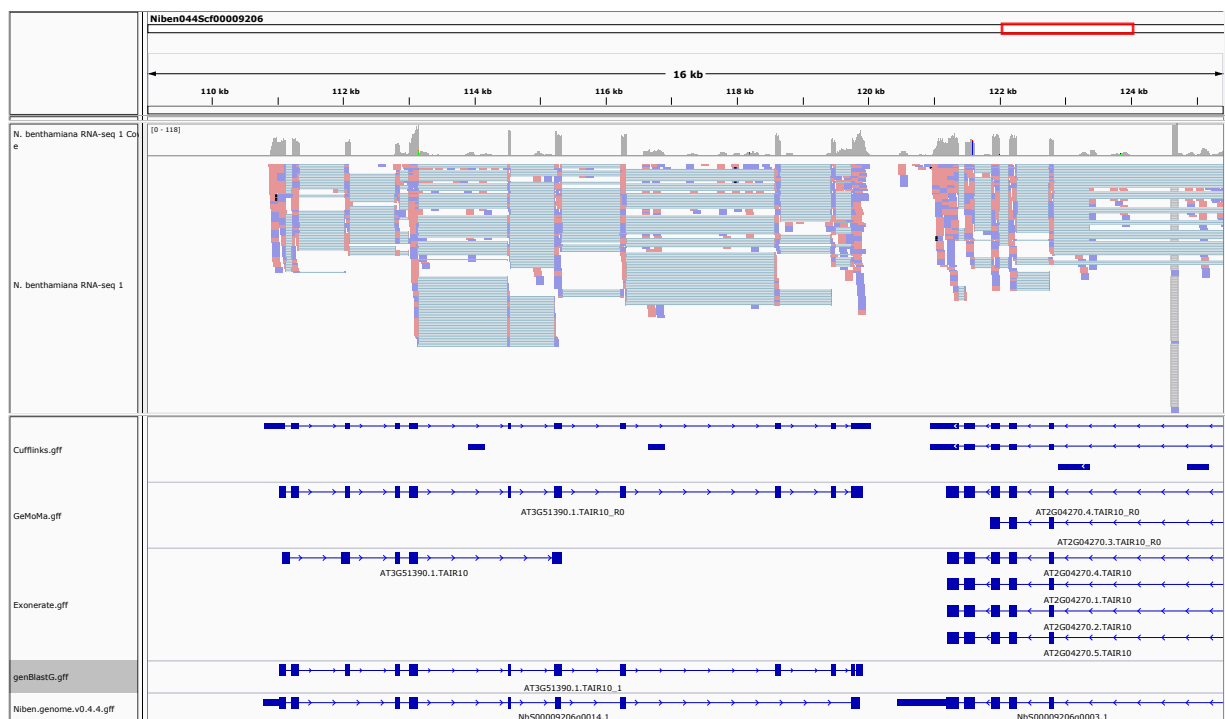 Niben044Scf00009206
16 kb
110 kb 112 kb 114 kb 116 kb 118 kb 120 kb 122 kb 124 kb
N. benthamiana RNA-seq 1 Cov
e
[0 - 118]
N. benthamiana RNA-seq 1
Cufflinks.gff
GeMoMa.gff
AT3G51390.1.TAIR10_R0
AT2G04270.4.TAIR10_R0
AT2G04270.3.TAIR10_R0
Exonerate.gff
AT3G51390.1.TAIR10
AT2G04270.4.TAIR10
AT2G04270.1.TAIR10
AT2G04270.2.TAIR10
AT2G04270.5.TAIR10
genBlastG.gff
AT3G51390.1.TAIR10_1
Niben.genome.v0.4.4.gff
NbS00009206g0014.1
NbS00009206g0003.1